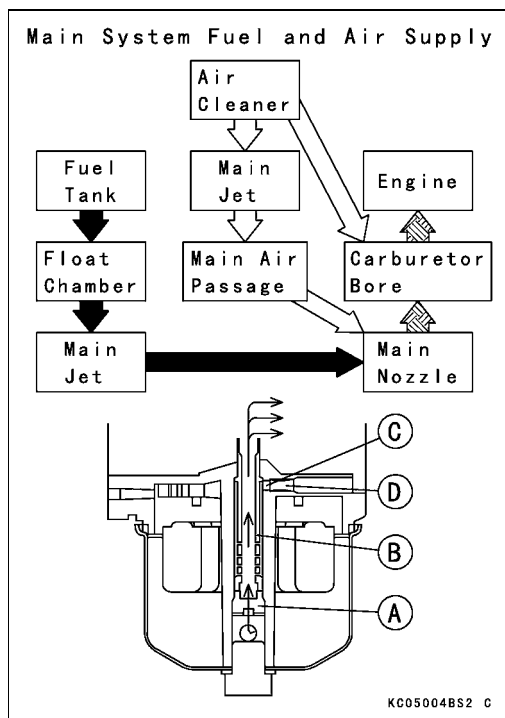 Main System Fuel and Air Supply
Air
Cleaner
Fuel
Tank
Main
Jet
Engine
Float
Chamber
Main Air
Passage
Carburetor
Bore
Main
Jet
Main
Nozzle
C
D
B
A
KC05004BS2 C